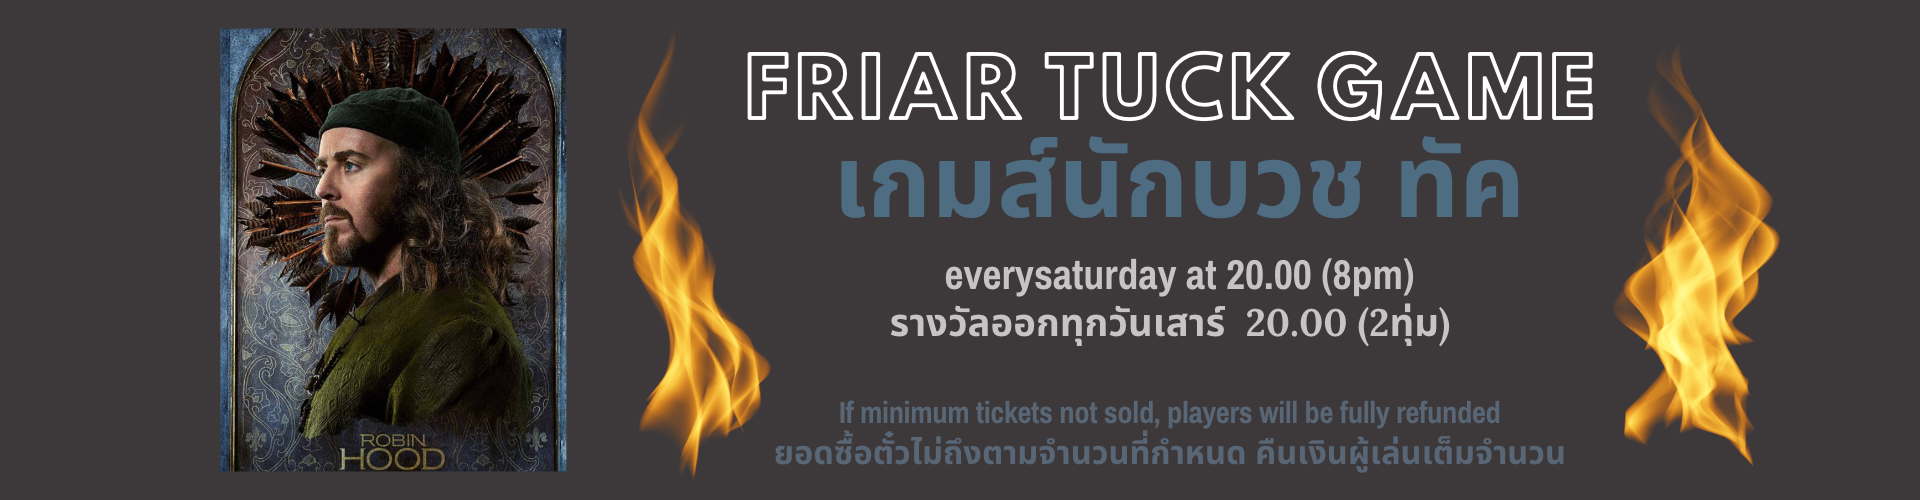 ROBIN
HOOD
FRIAR TUCK GAME
เกมส์นักบวช ทัค
everysaturday at 20.00 (8pm)
รางวัลออกทุกวันเสาร์ 20.00 (2ทุ่ม)
If minimum tickets not sold, players will be fully refunded
ยอดซื้อตั๋วไม่ถึงตามจำนวนที่กำหนด คืนเงินผู้เล่นเต็มจำนวน